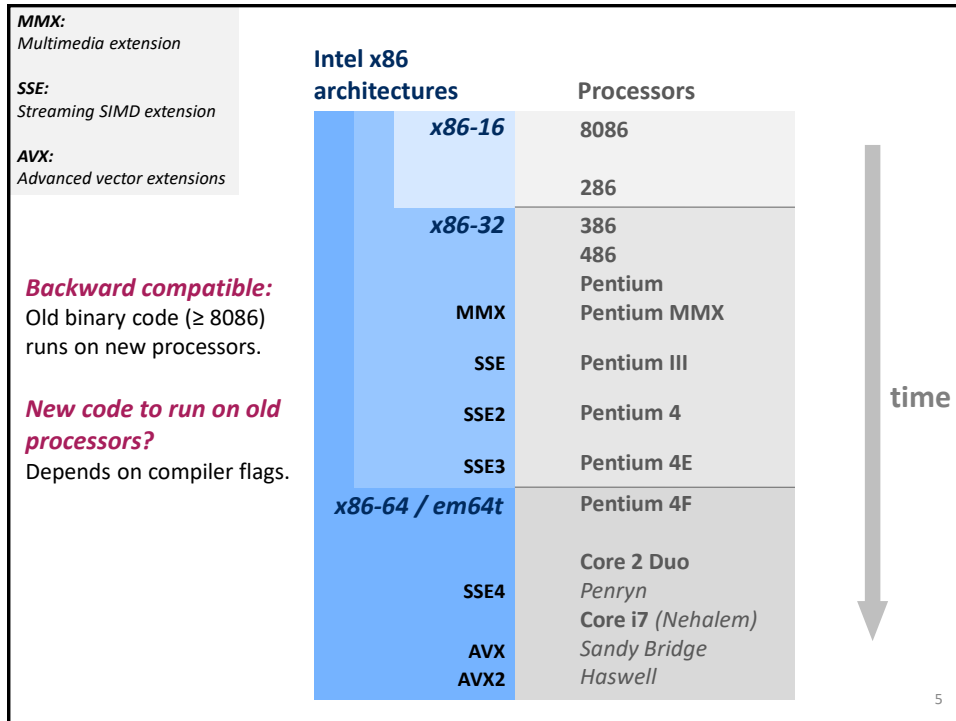 MMX:
Multimedia extension
SSE:
Streaming SIMD extension
AVX:
Advanced vector extensions
Backward compatible:
Old binary code (≥ 8086)
runs on new processors.
New code to run on old
processors?
Depends on compiler flags.
Intel x86
architectures
Processors
x86-16
8086
286
x86-32
386
486
Pentium
MMX
Pentium MMX
SSE
Pentium III
SSE2
Pentium 4
SSE3
Pentium 4E
x86-64 / em64t
Pentium 4F
Core 2 Duo
SSE4
Penryn
Core i7 (Nehalem)
AVX
Sandy Bridge
AVX2
Haswell
time
5